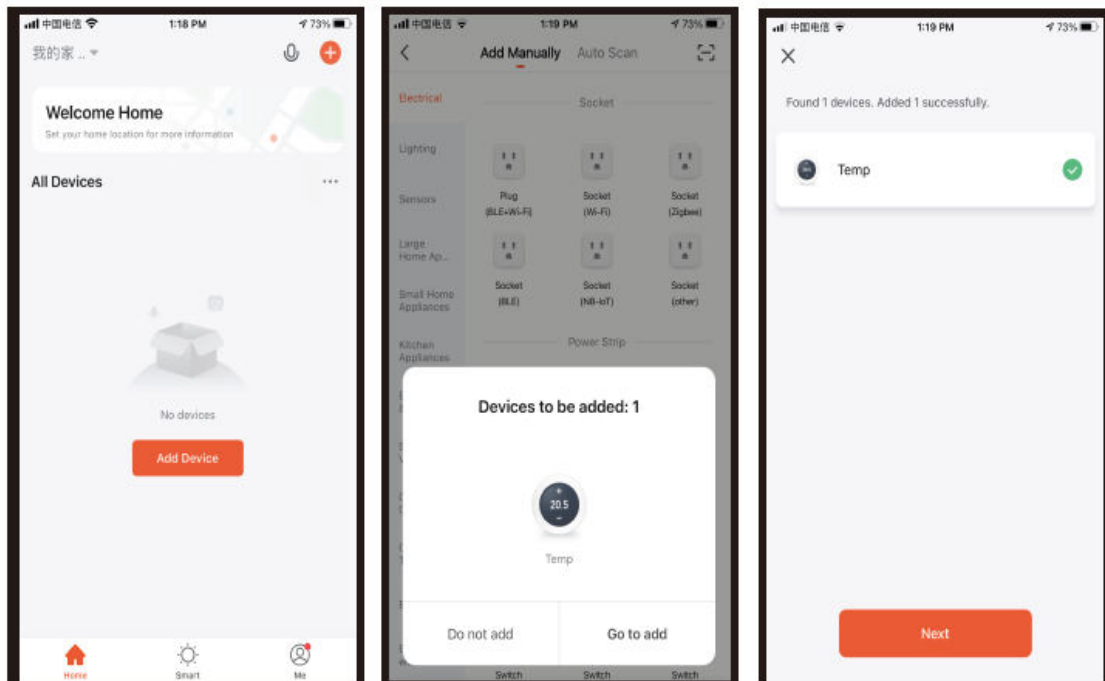 中国电信
1:18 PM
73%
我的家 ..
Welcome Home
Set your home location for more information
All Devices
No devices
Add Device
Home
Smart
Me
中国电信
1:19 PM
73%
Add Manually
Auto Scan
Electrical
Socket
Lighting
Sensors
Large
Home Ap...
Small Home
Appliances
Kitchen
Appliances
Plug
(BLE+Wi-Fi)
Socket
(Wi-Fi)
Socket
(Zigbee)
Socket
(BLE)
Socket
(NB-IoT)
Socket
(other)
Power Strip
Devices to be added: 1
20.5
Temp
Do not add
Go to add
Switch
Switch
Switch
中国电信
1:19 PM
73%
Found 1 devices. Added 1 successfully.
Temp
Next